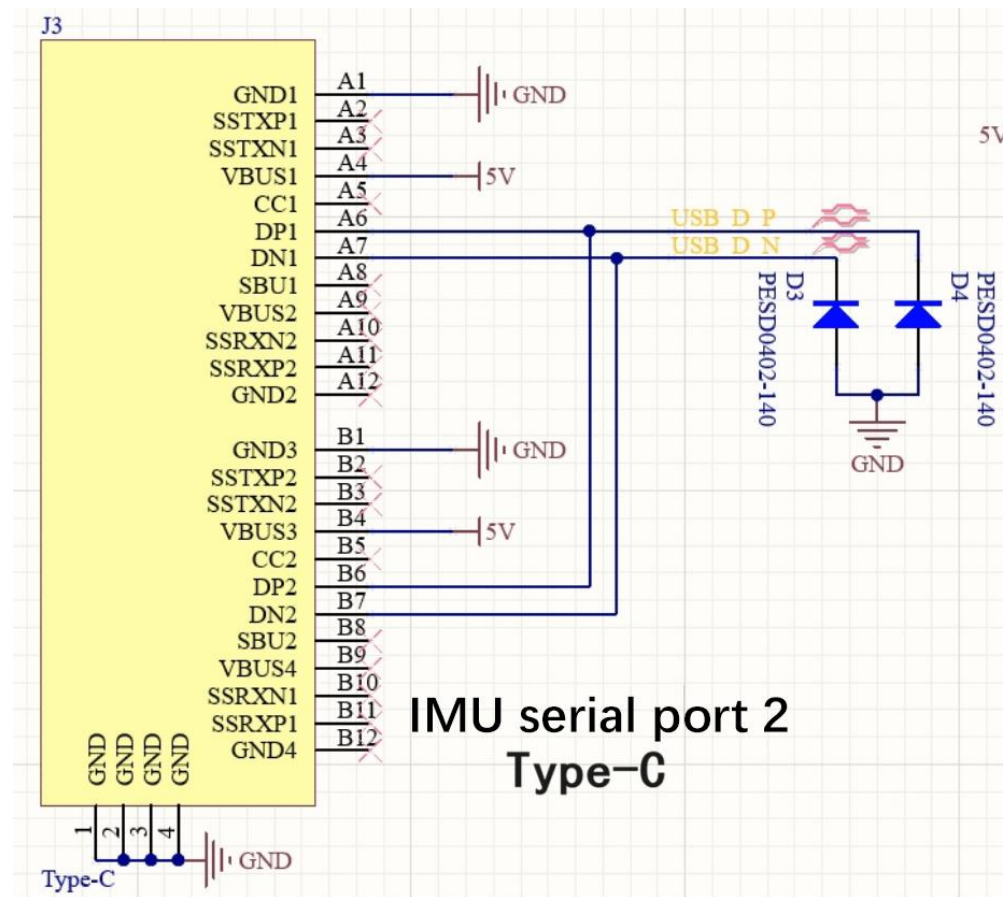 J3
GND1 A1 GND
SSTXP1 A2
SSTXN1 A3
VBUS1 A4 5V
CC1 A5
DP1 A6
DN1 A7
SBU1 A8
VBUS2 A9
SSRXN2 A10
SSRXP2 A11
GND2 A12
GND3 B1 GND
SSTXP2 B2
SSTXN2 B3
VBUS3 B4 5V
CC2 B5
DP2 B6
DN2 B7
SBU2 B8
VBUS4 B9
SSRXN1 B10
SSRXP1 B11
GND4 B12
GND GND GND GND
1 2 3 4
GND
Type-C
USB D P
USB D N
5V
D3
PESD0402-140
D4
PESD0402-140
GND
IMU serial port 2
Type-C